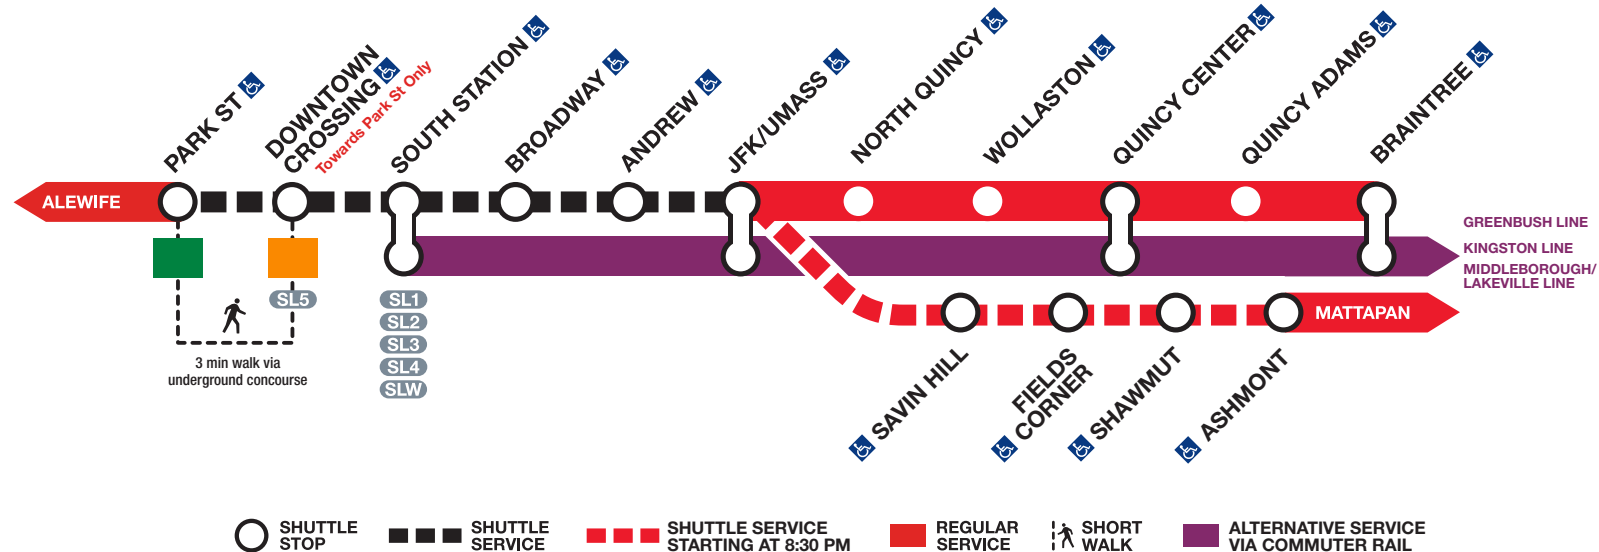 PARK ST
DOWNTOWN
CROSSING
Towards Park St Only
SOUTH STATION
BROADWAY
ANDREW
JFK/UMASS
NORTH QUINCY
WOLLASTON
QUINCY CENTER
QUINCY ADAMS
BRAINTREE
ALEWIFE
GREENBUSH LINE
KINGSTON LINE
MIDDLEBOROUGH/
LAKEVILLE LINE
SL5
SL1
SL2
SL3
SL4
SLW
MATTAPAN
3 min walk via
underground concourse
SAVIN HILL
FIELDS
CORNER
SHAWMUT
ASHMONT
SHUTTLE
STOP
SHUTTLE
SERVICE
SHUTTLE SERVICE
STARTING AT 8:30 PM
REGULAR
SERVICE
SHORT
WALK
ALTERNATIVE SERVICE
VIA COMMUTER RAIL